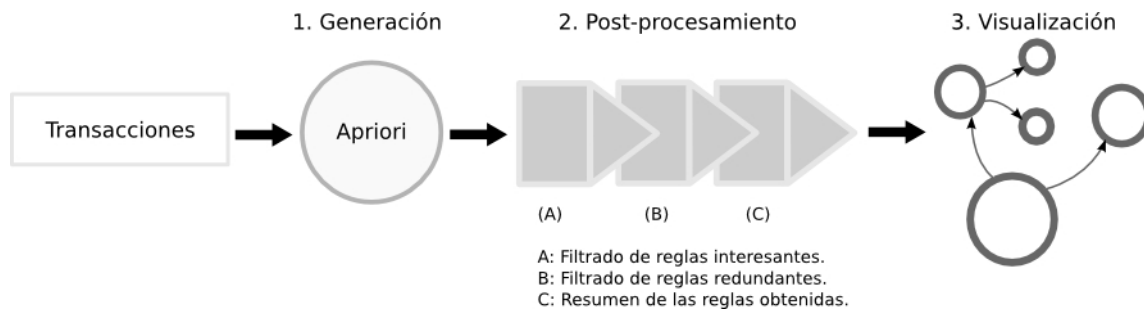 1. Generación
2. Post-procesamiento
3. Visualización
Transacciones
Apriori
(A)
(B)
(C)
A: Filtrado de reglas interesantes.
B: Filtrado de reglas redundantes.
C: Resumen de las reglas obtenidas.